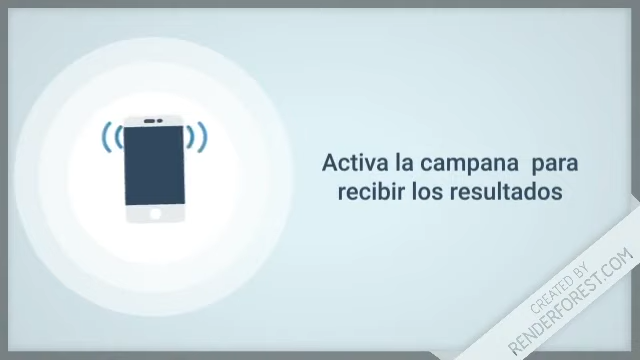 Activa la campana  para
recibir los resultados
CREATED BY
RENDERFOREST.COM